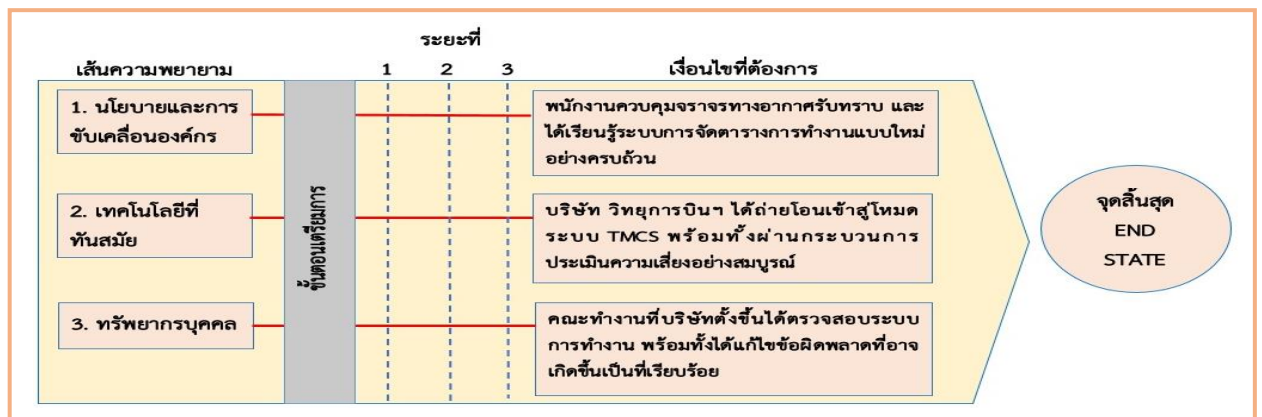 ระยะที่
เส้นความพยายาม
1 2 3
เงื่อนไขที่ต้องการ
1. นโยบายและการ
ขับเคลื่อนองค์กร
พนักงานควบคุมจราจรทางอากาศรับทราบ และ
ได้เรียนรู้ระบบการจัดตารางการทำงานแบบใหม่
อย่างครบถ้วน
ขั้นตอนเตรียมการ
2. เทคโนโลยีที่
ทันสมัย
บริษัท วิทยุการบินฯ ได้ถ่ายโอนเข้าสู่โหมด
ระบบ TMCS พร้อมทั้งผ่านกระบวนการ
ประเมินความเสี่ยงอย่างสมบูรณ์
3. ทรัพยากรบุคคล
คณะทำงานที่บริษัทตั้งขึ้นได้ตรวจสอบระบบ
การทำงาน พร้อมทั้งได้แก้ไขข้อผิดพลาดที่อาจ
เกิดขึ้นเป็นที่เรียบร้อย
จุดสิ้นสุด
END
STATE